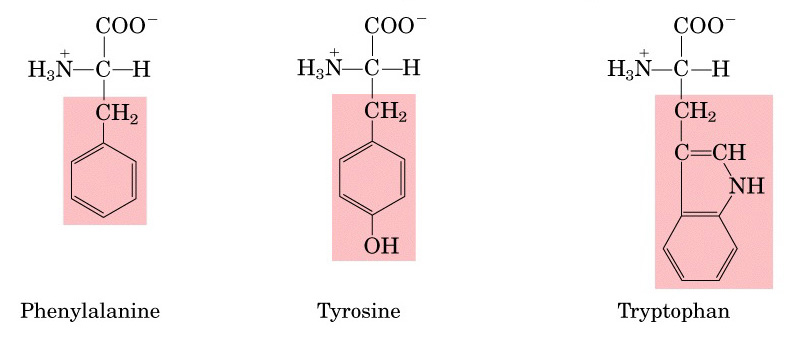 COO⁻ COO⁻ COO⁻
H₃N⁺—C—H H₃N⁺—C—H H₃N⁺—C—H
CH₂ CH₂ CH₂
C=CH
NH
OH
Phenylalanine Tyrosine Tryptophan